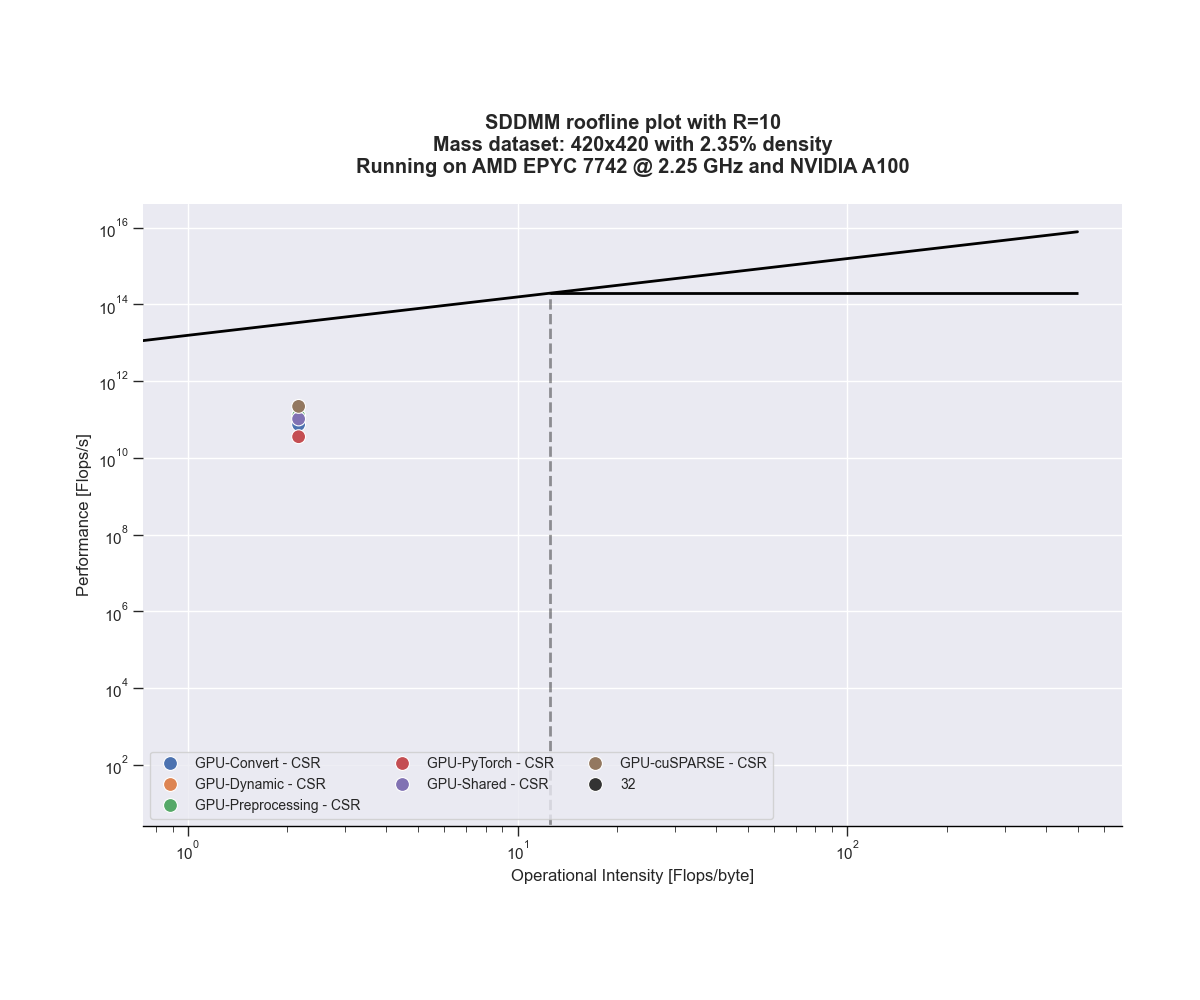 SDDMM roofline plot with R=10
Mass dataset: 420x420 with 2.35% density
Running on AMD EPYC 7742 @ 2.25 GHz and NVIDIA A100
Performance [Flops/s]
10^16
10^14
10^12
10^10
10^8
10^6
10^4
10^2
GPU-Convert - CSR
GPU-Dynamic - CSR
GPU-Preprocessing - CSR
GPU-PyTorch - CSR
GPU-Shared - CSR
GPU-cuSPARSE - CSR
32
10^0 10^1 10^2
Operational Intensity [Flops/byte]